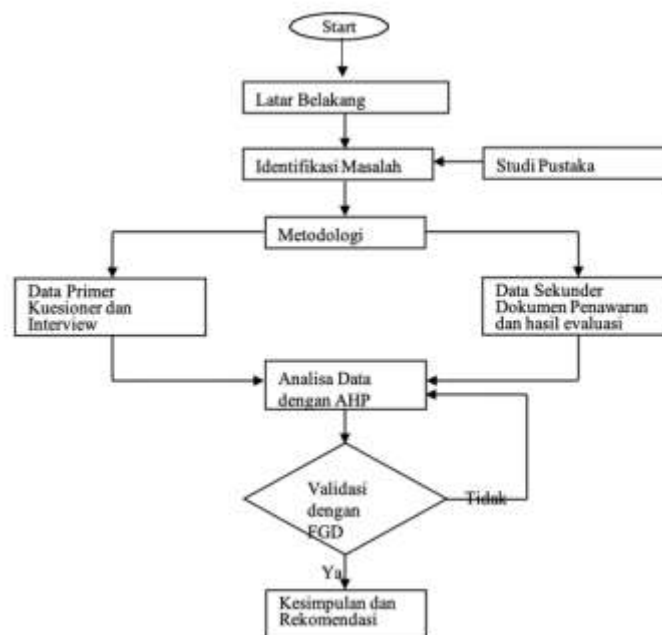 Start
Latar Belakang
Identifikasi Masalah
Studi Pustaka
Metodologi
Data Primer
Kuesioner dan
Interview
Data Sekunder
Dokumen Penawaran
dan hasil evaluasi
Analisa Data
dengan AHP
Validasi
dengan
FGD
Tidak
Ya
Kesimpulan dan
Rekomendasi